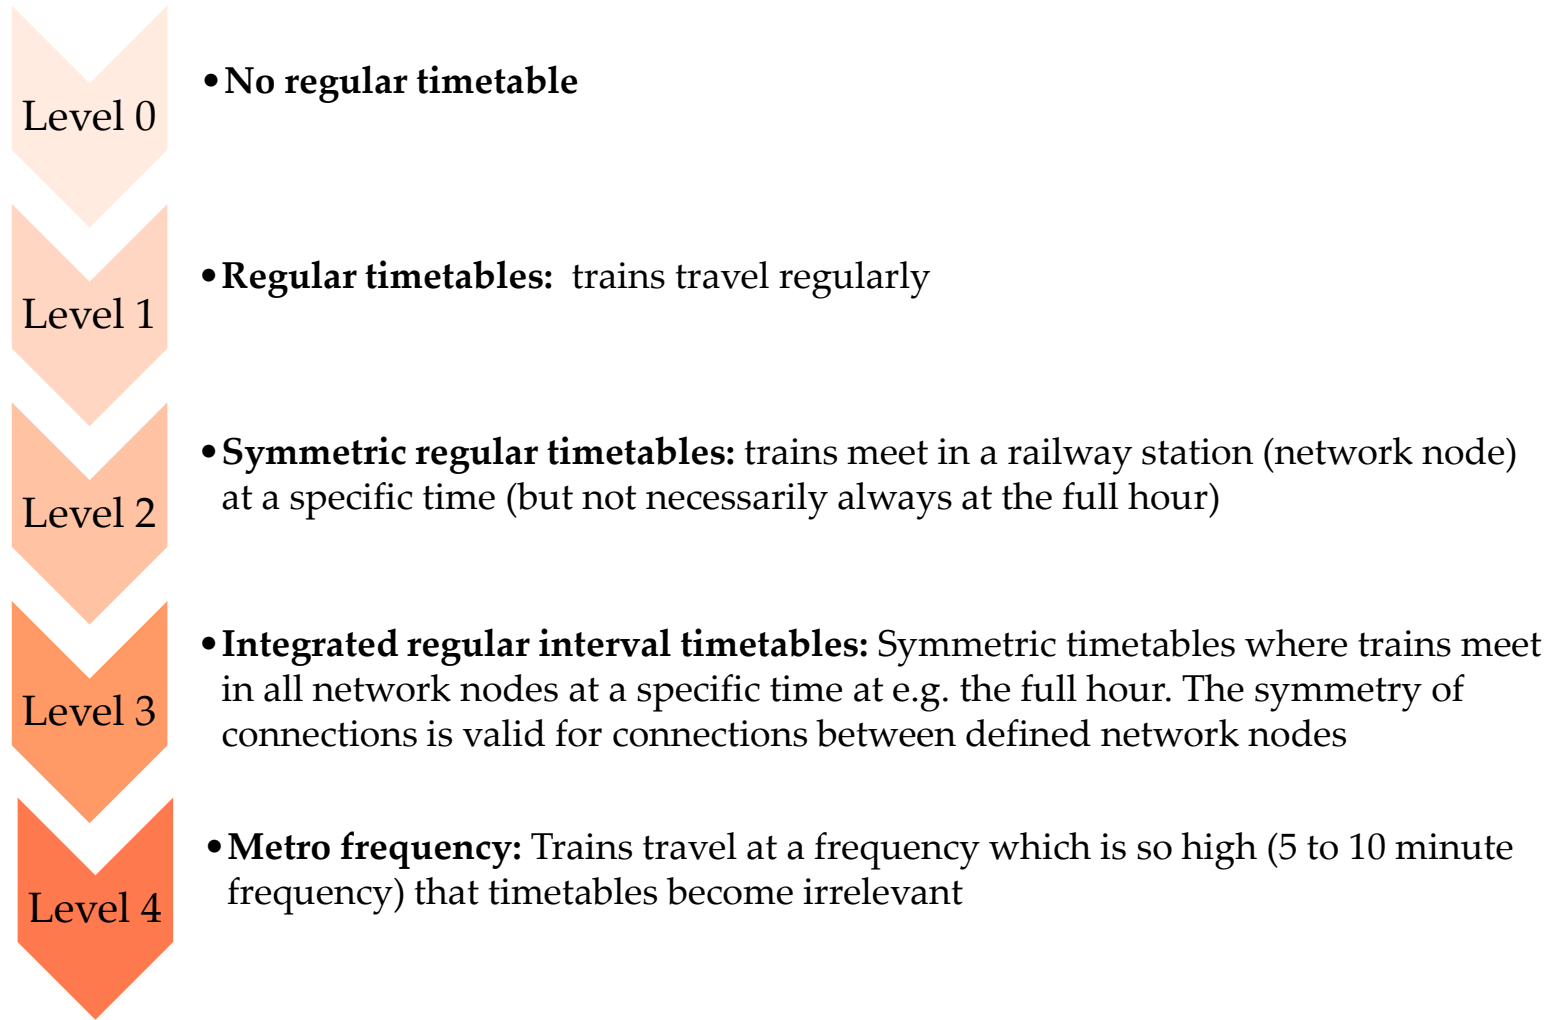 Level 0
•No regular timetable
Level 1
•Regular timetables: trains travel regularly
Level 2
•Symmetric regular timetables: trains meet in a railway station (network node)
at a specific time (but not necessarily always at the full hour)
Level 3
•Integrated regular interval timetables: Symmetric timetables where trains meet
in all network nodes at a specific time at e.g. the full hour. The symmetry of
connections is valid for connections between defined network nodes
Level 4
•Metro frequency: Trains travel at a frequency which is so high (5 to 10 minute
frequency) that timetables become irrelevant